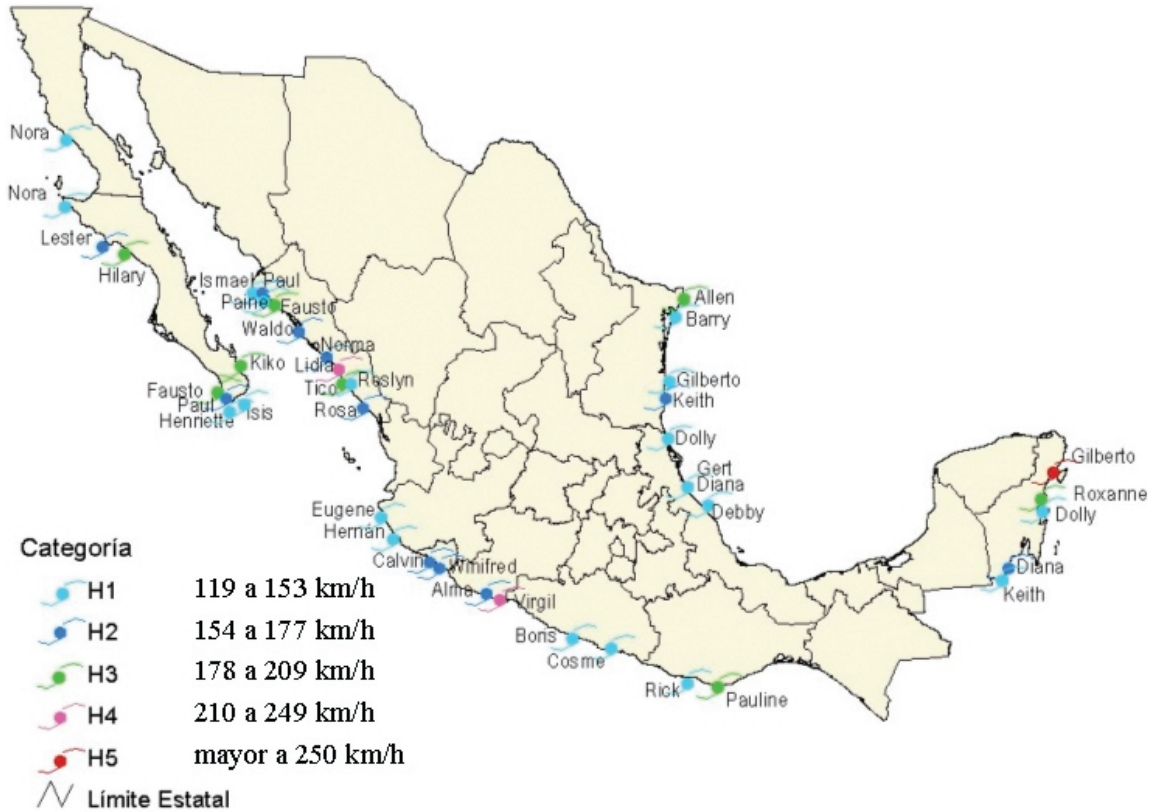 Nora
Nora
Lester
Hilary
Ismael Paul
Paine
Fausto
Waldo
Norma
Lidia
Kiko
Tico
Roslyn
Fausto
Paul
Henriette
Isis
Rosa
Allen
Barry
Gilberto
Keith
Dolly
Gert
Diana
Debby
Gilberto
Roxanne
Dolly
Diana
Keith
Eugene
Hernán
Calvin
Winifred
Alma
Virgil
Boris
Cosme
Rick
Pauline
Categoría
H1 119 a 153 km/h
H2 154 a 177 km/h
H3 178 a 209 km/h
H4 210 a 249 km/h
H5 mayor a 250 km/h
Límite Estatal